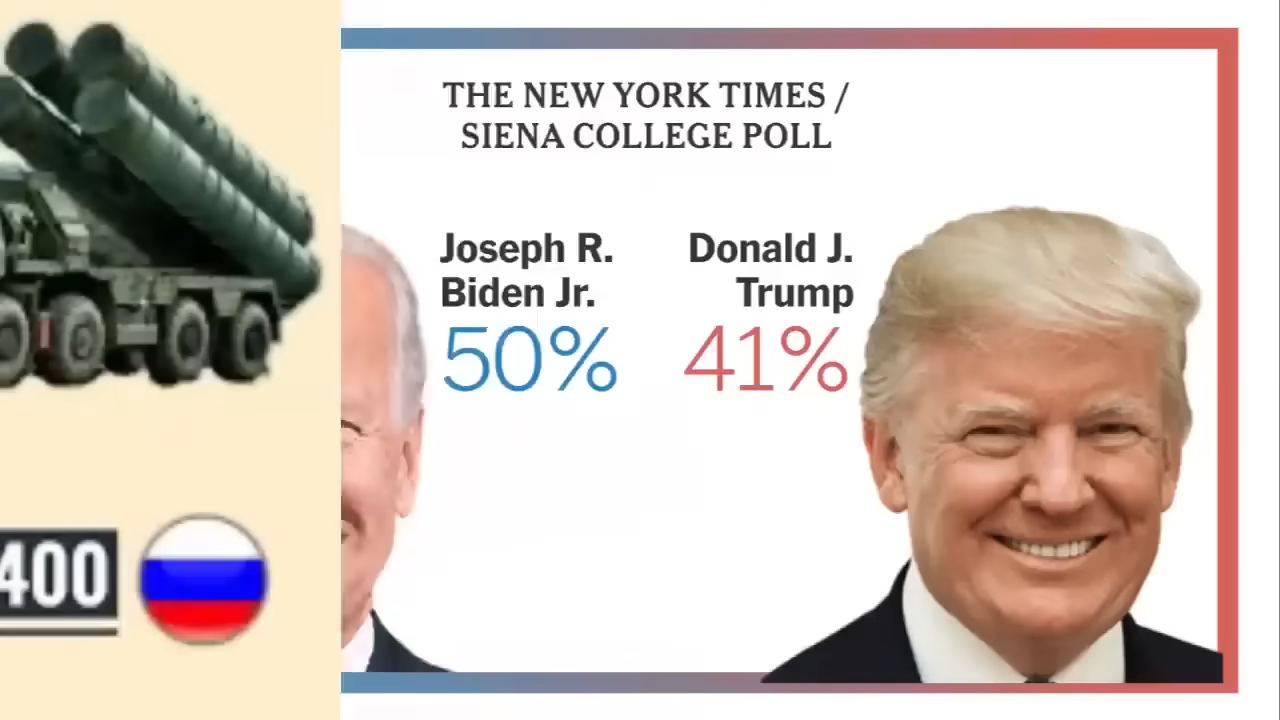 THE NEW YORK TIMES /
SIENA COLLEGE POLL
Joseph R.
Biden Jr.
50%
Donald J.
Trump
41%
400